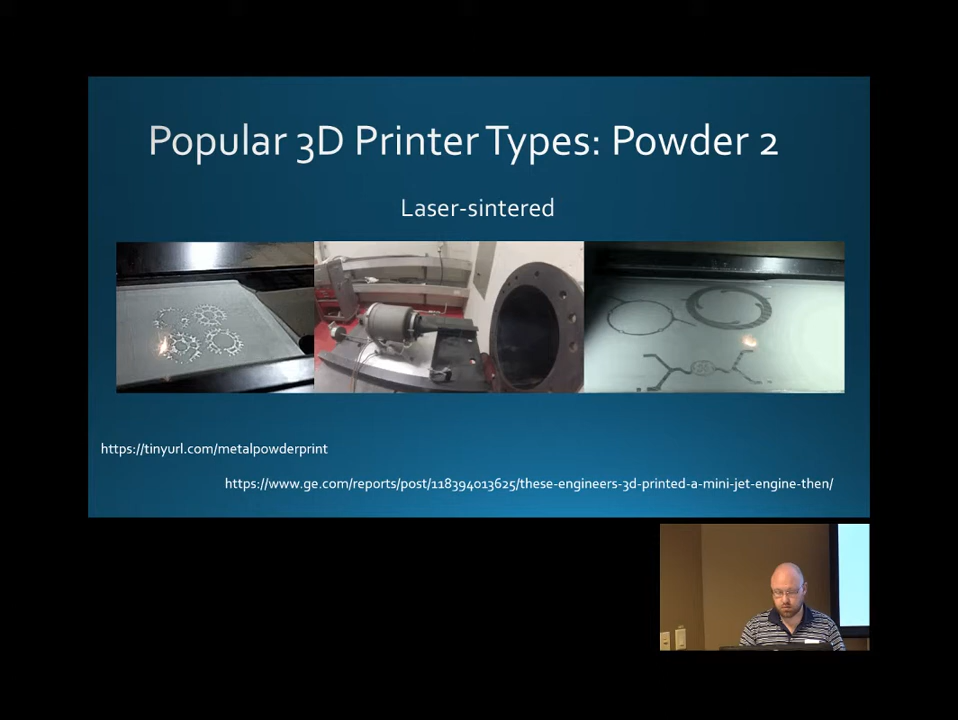 Popular 3D Printer Types: Powder 2
Laser-sintered
https://tinyurl.com/metalpowderprint
https://www.ge.com/reports/post/118394013625/these-engineers-3d-printed-a-mini-jet-engine-then/